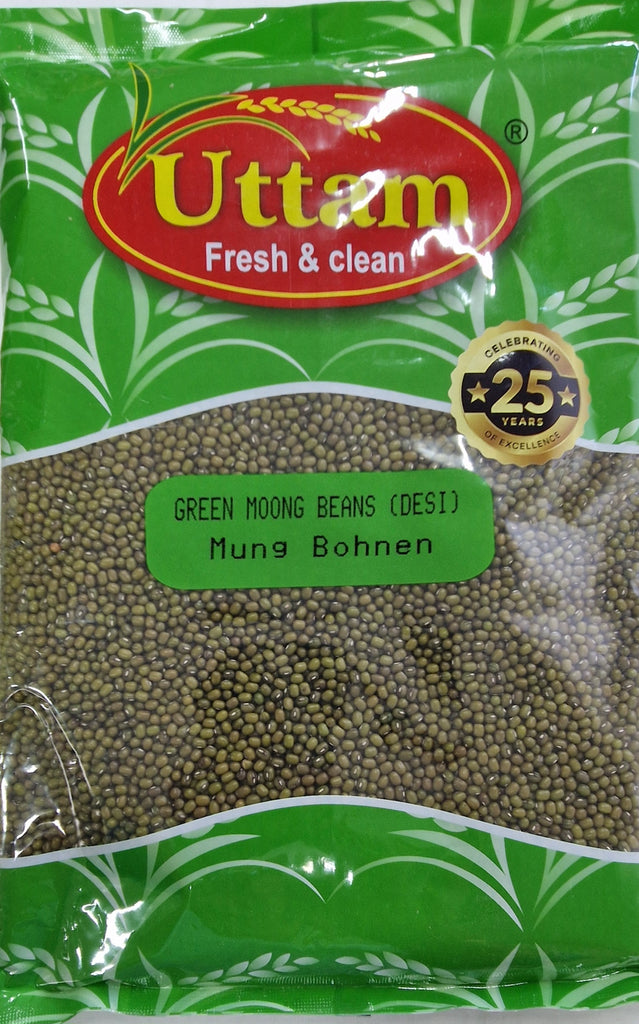 Uttam
®
Fresh & clean
CELEBRATING
25
YEARS
OF EXCELLENCE
GREEN MOONG BEANS (DESI)
Mung Bohnen